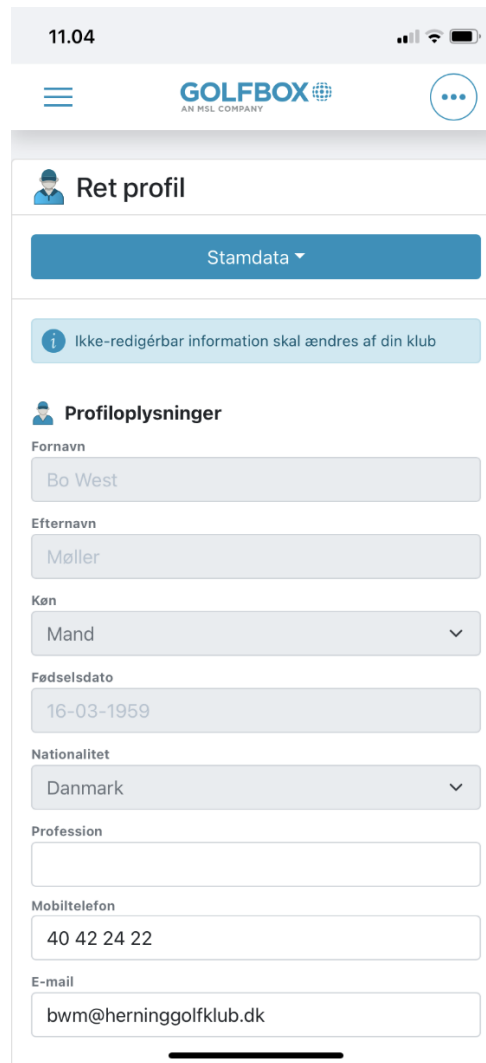 11.04
GOLFBOX
AN MSL COMPANY
Ret profil
Stamdata
i Ikke-redigérbar information skal ændres af din klub
Profiloplysninger
Fornavn
Bo West
Efternavn
Møller
Køn
Mand
Fødselsdato
16-03-1959
Nationalitet
Danmark
Profession
Mobiltelefon
40 42 24 22
E-mail
bwm@herninggolfklub.dk